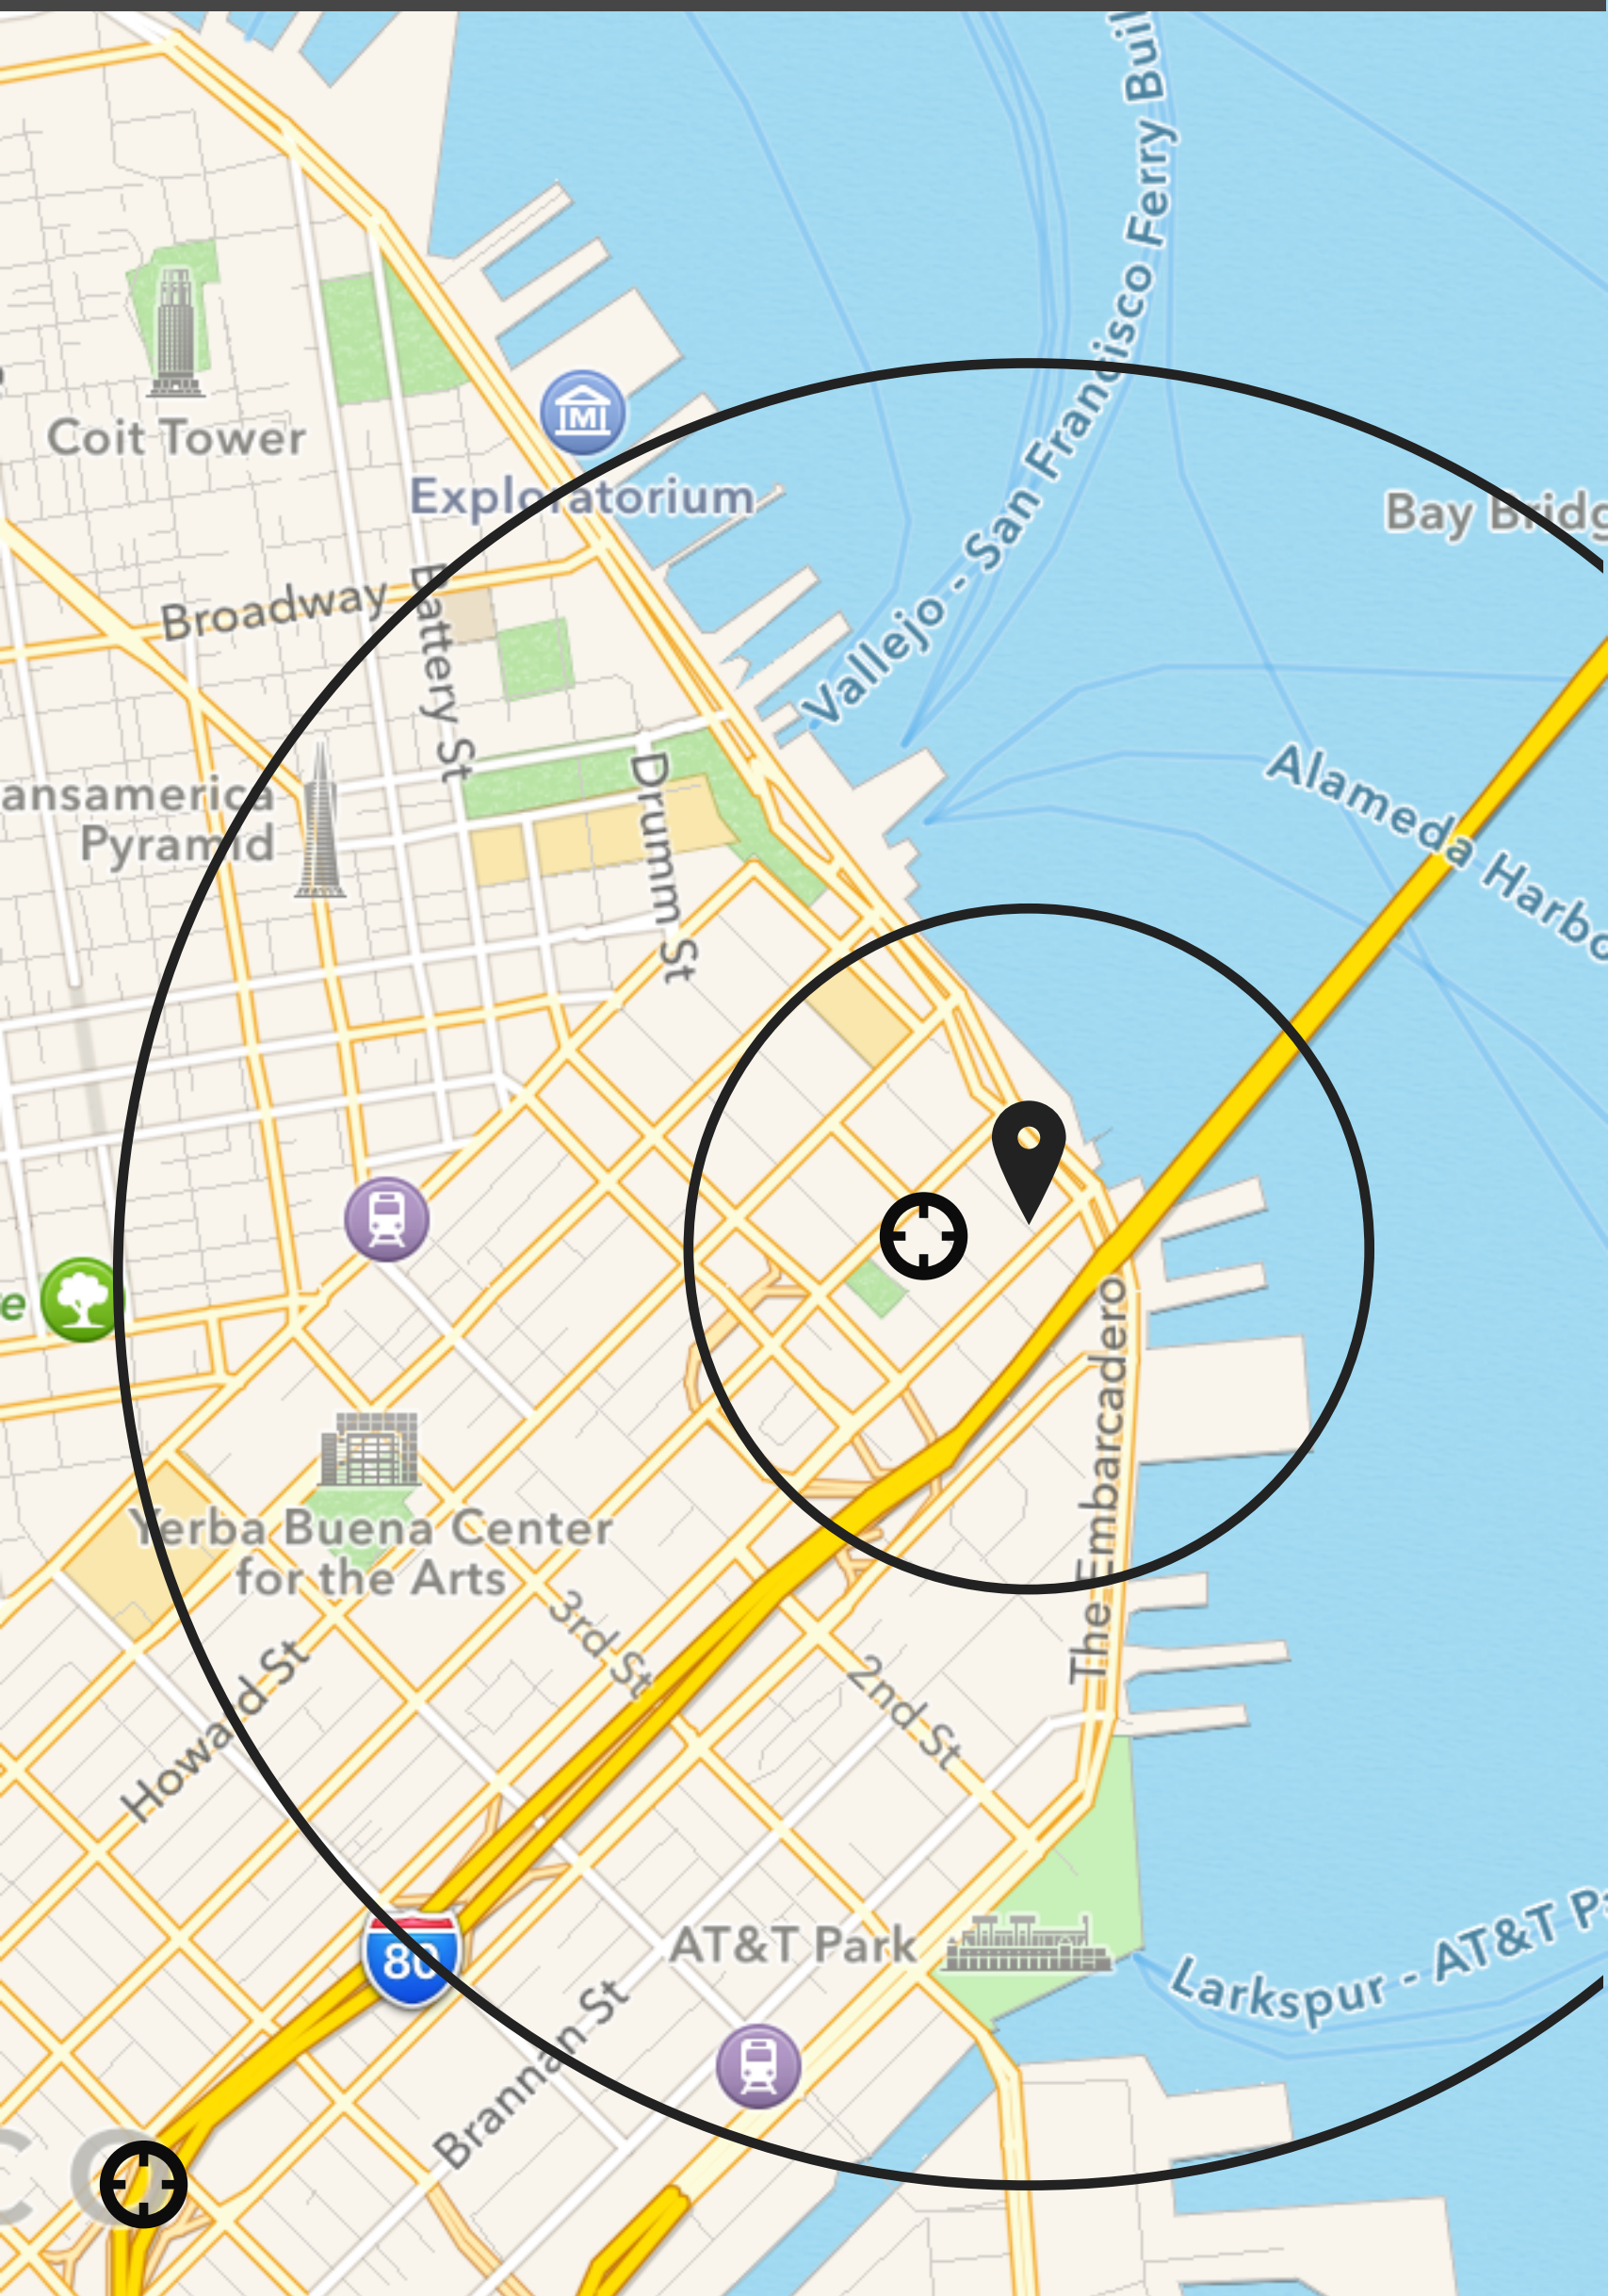 Vallejo - San Francisco Ferry Buil
Coit Tower
Exploratorium
Bay Bridg
Broadway
Battery St
ansamerica
Pyramid
Drumm St
Alameda Harbo
e
Yerba Buena Center
for the Arts
The Embarcadero
3rd St
2nd St
Howard St
80
AT&T Park
Larkspur - AT&T Pa
Brannan St
CO